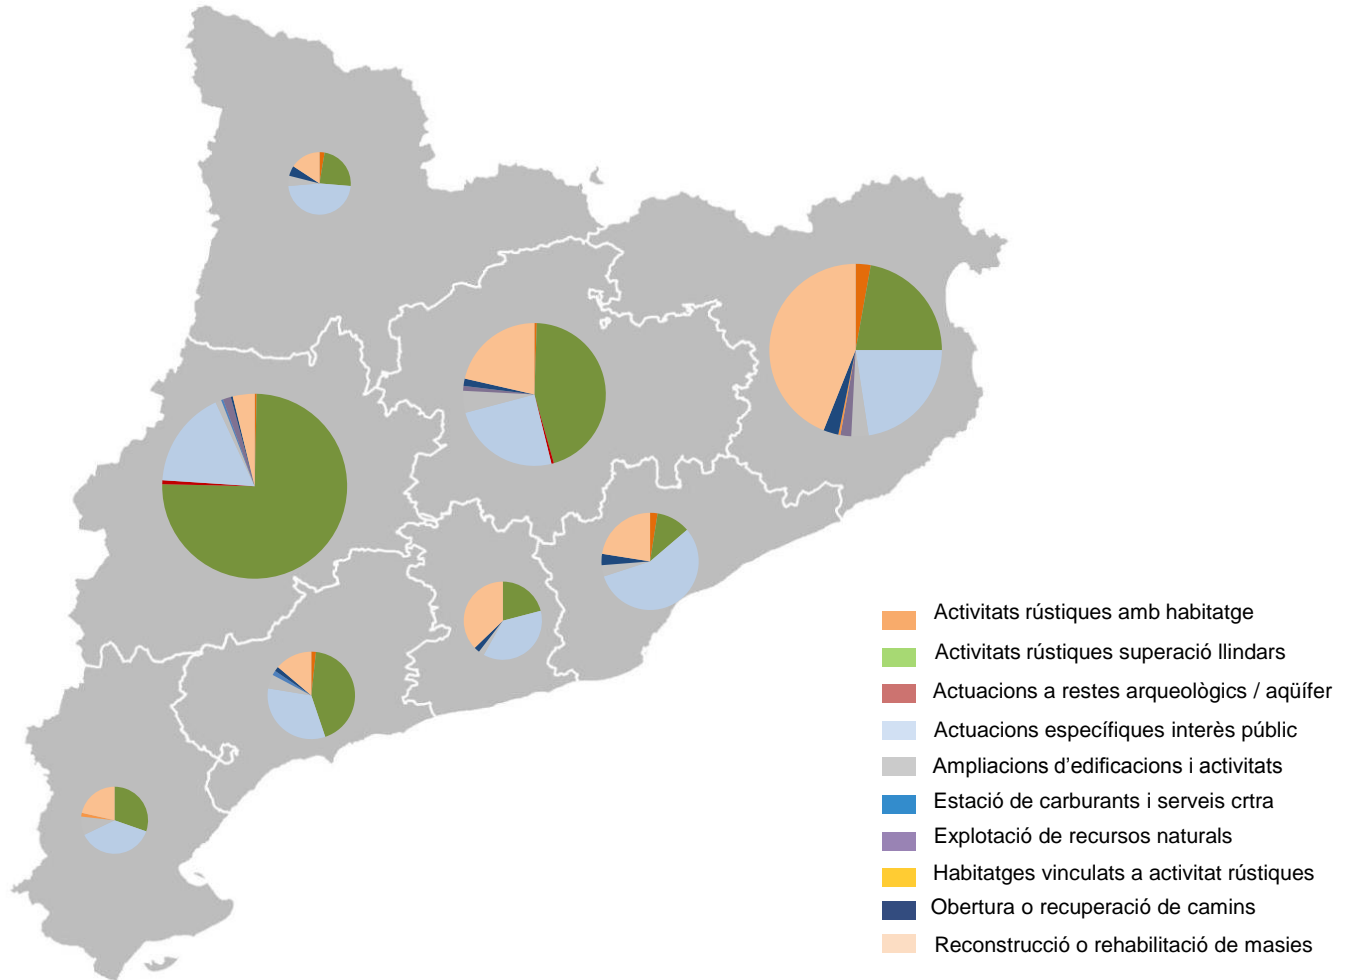 Activitats rústiques amb habitatge
Activitats rústiques superació llindars
Actuacions a restes arqueològics / aqüífer
Actuacions específiques interès públic
Ampliacions d'edificacions i activitats
Estació de carburants i serveis crtra
Explotació de recursos naturals
Habitatges vinculats a activitat rústiques
Obertura o recuperació de camins
Reconstrucció o rehabilitació de masies